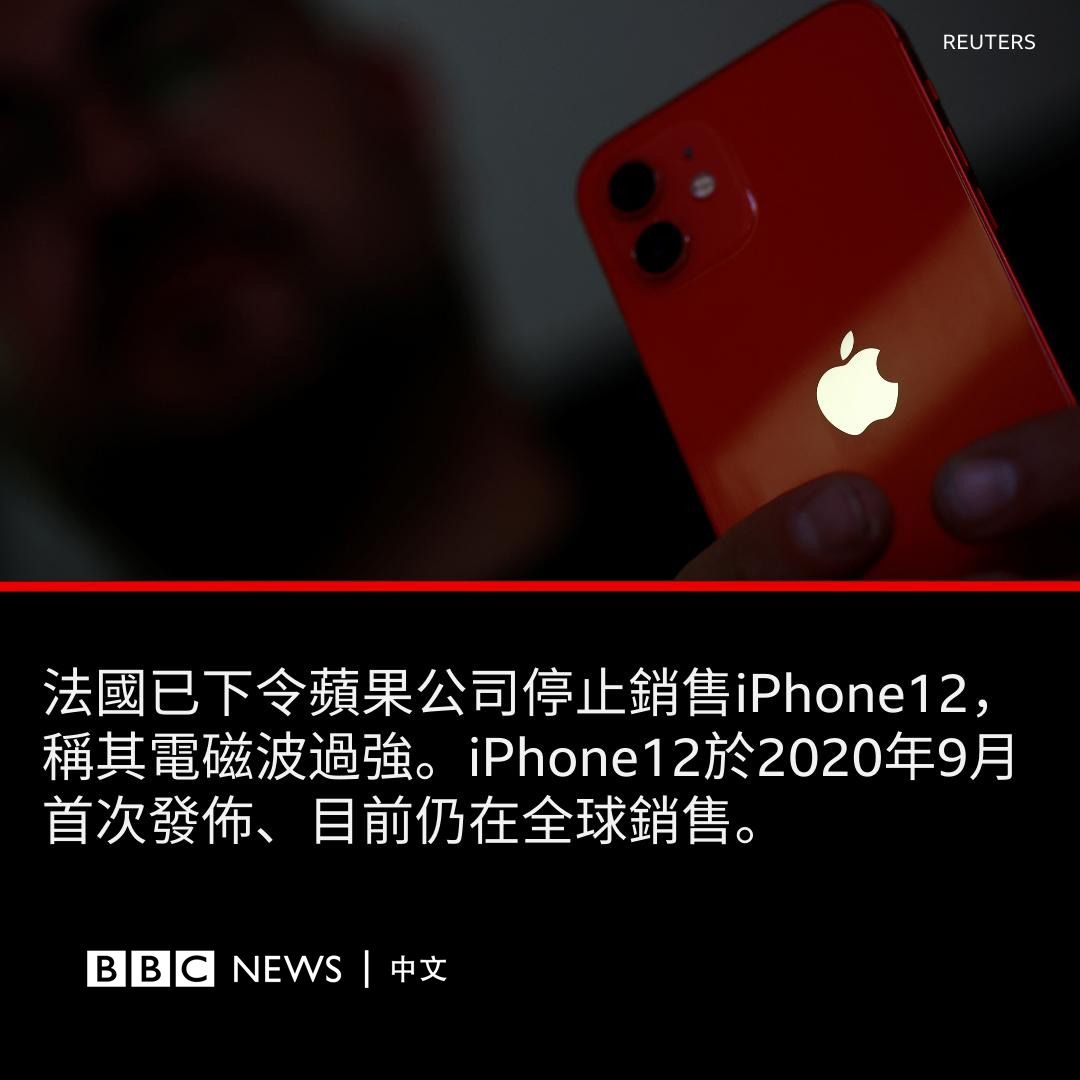 REUTERS
法國已下令蘋果公司停止銷售iPhone12，
稱其電磁波過強。iPhone12於2020年9月
首次發佈、目前仍在全球銷售。
BBC NEWS | 中文